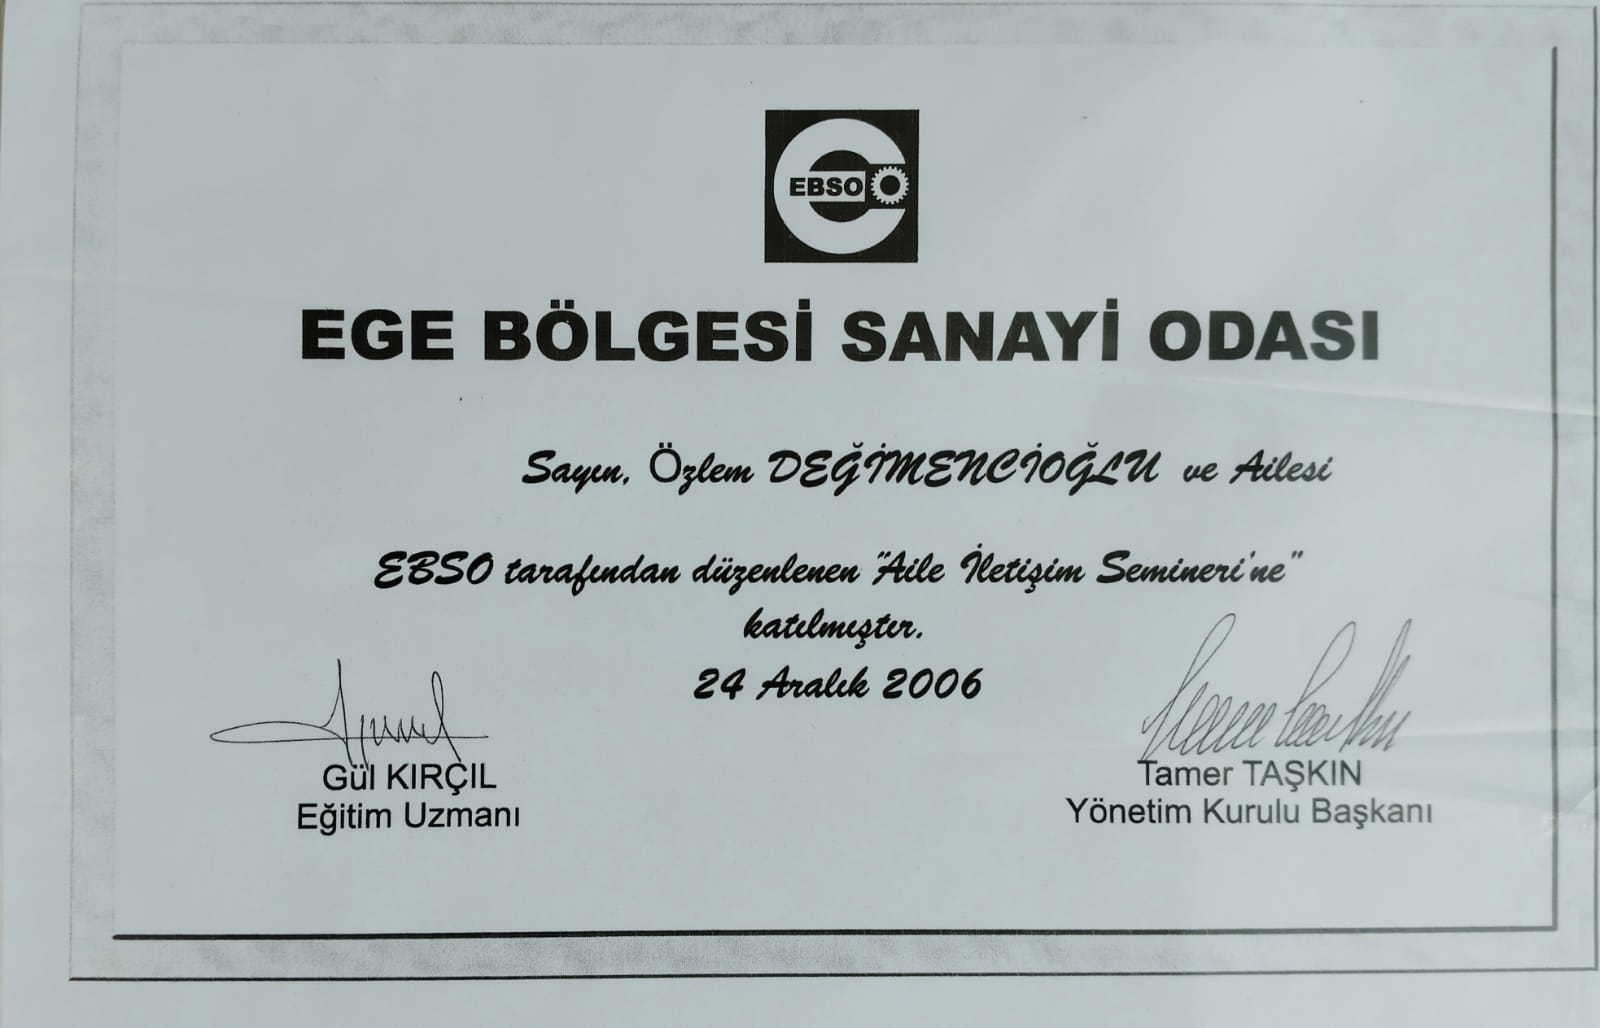 EBSO
EGE BÖLGESİ SANAYİ ODASI
Sayın, Özlem DEĞİMENCİOĞLU ve Ailesi
EBSO tarafından düzenlenen "Aile İletişim Semineri'ne"
katılmıştır.
24 Aralık 2006
Gül KIRÇIL
Eğitim Uzmanı
Tamer TAŞKIN
Yönetim Kurulu Başkanı